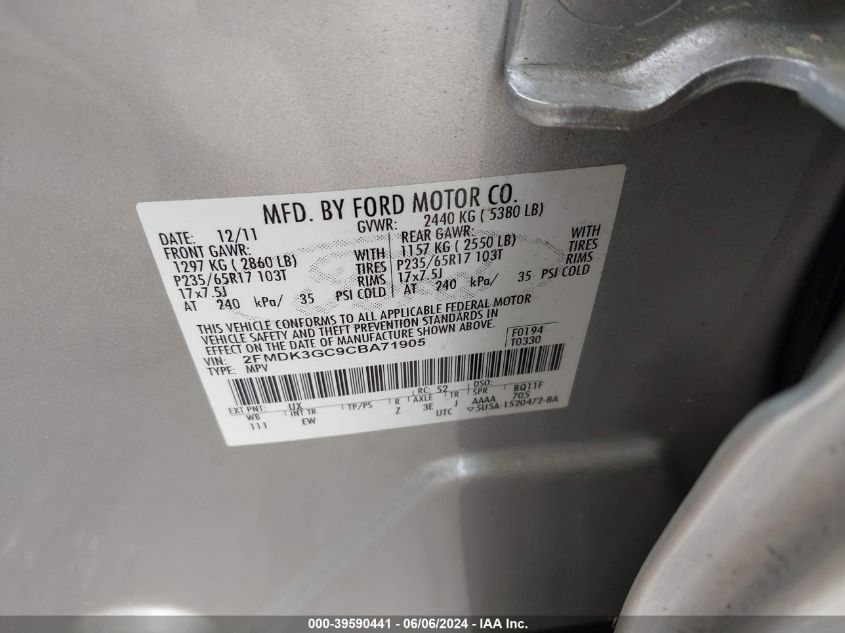 MFD. BY FORD MOTOR CO.
DATE: 12/11 GVWR: 2440 KG ( 5380 LB)
FRONT GAWR: REAR GAWR:
1297 KG ( 2860 LB) WITH 1157 KG ( 2550 LB) WITH
P235/65R17 103T TIRES P235/65R17 103T TIRES
17x7.5J RIMS 17x7.5J RIMS
AT 240 kPa/ 35 PSI COLD AT 240 kPa/ 35 PSI COLD
THIS VEHICLE CONFORMS TO ALL APPLICABLE FEDERAL MOTOR
VEHICLE SAFETY AND THEFT PREVENTION STANDARDS IN
EFFECT ON THE DATE OF MANUFACTURE SHOWN ABOVE.
VIN: 2FMDK3GC9CBA71905 F0194
TYPE: MPV T0330
EXT PNT: UX RC: 52 DSO:
WB INT TR TP/PS R AXLE TR SPR BQ11F
111 EW Z 3E J AAAA 705
UTC 5U5A-1520472-BA
000-39590441 - 06/06/2024 - IAA Inc.